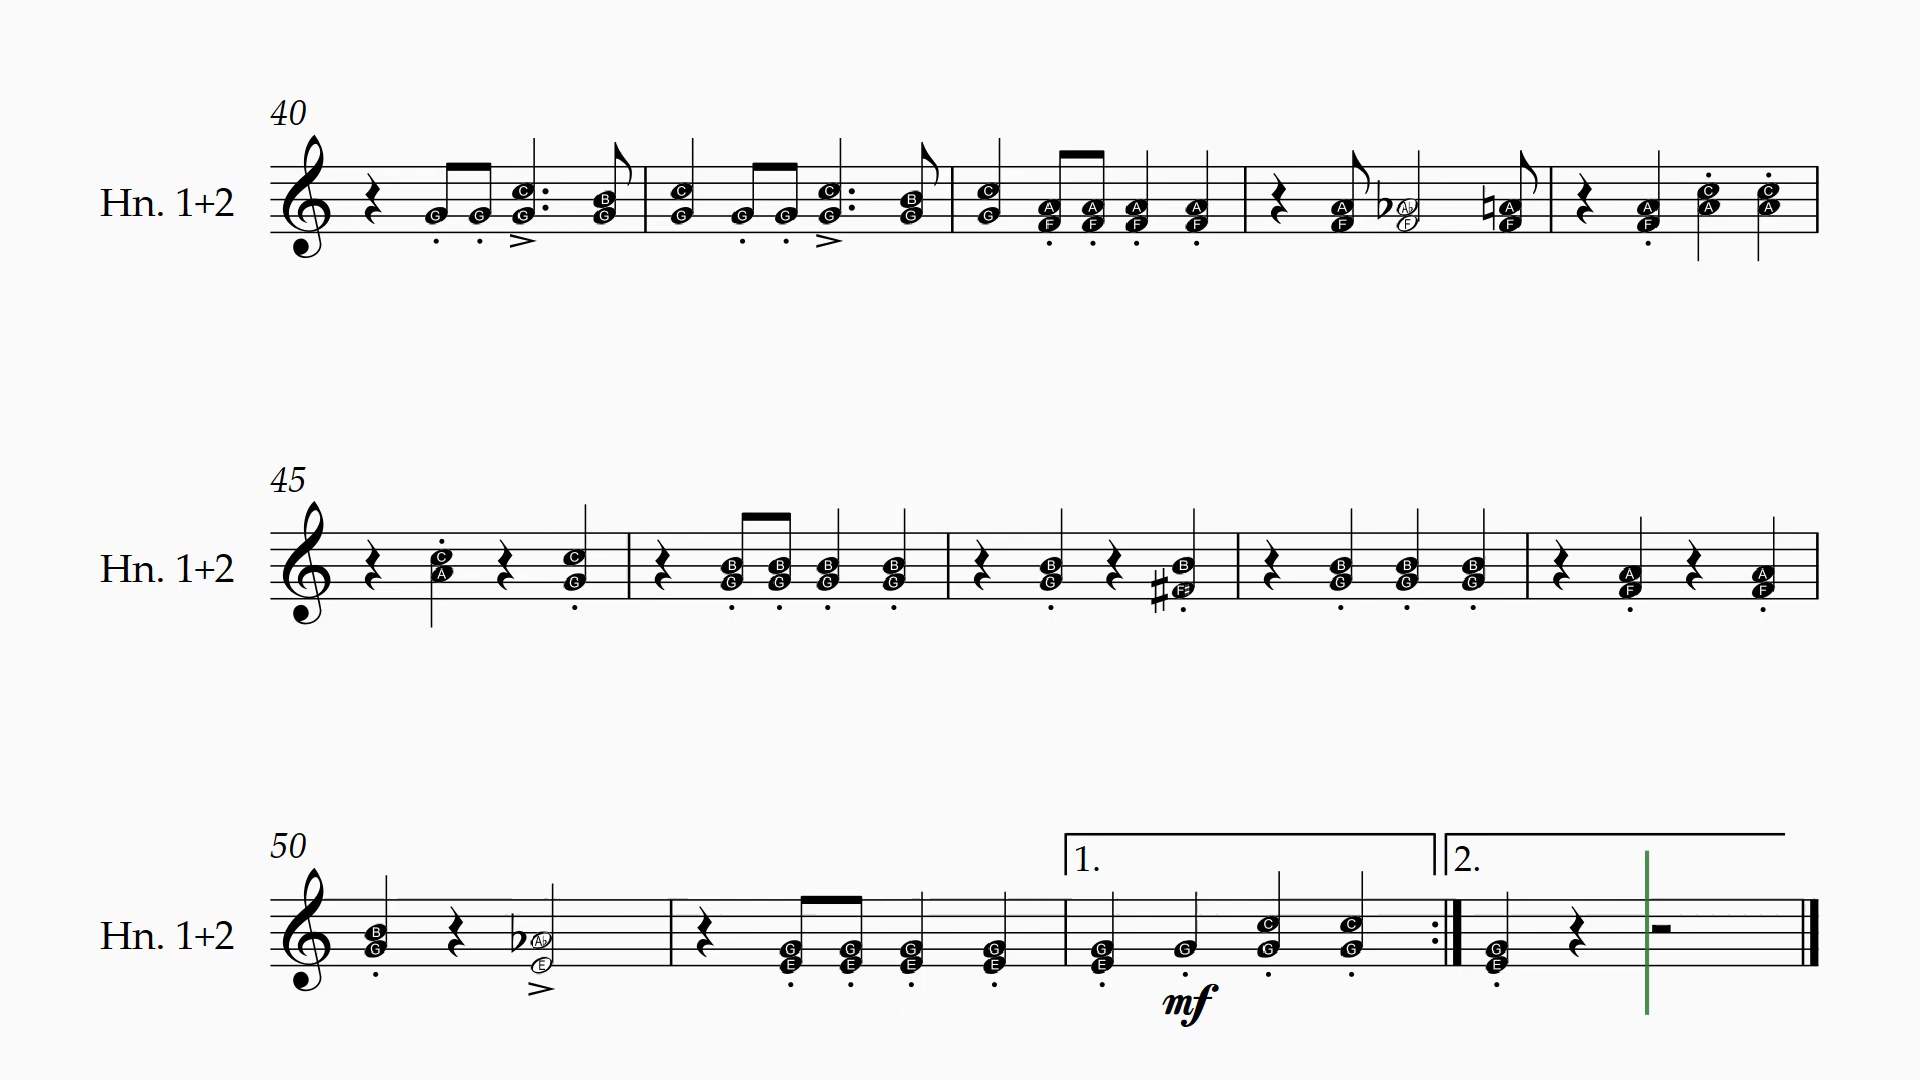 40
Hn. 1+2
G G C G B G C G G G C G B G C G A F A F A F A F A F A♭ F A F A F C A C A
45
Hn. 1+2
C A C G B G B G B G B G B G B F# B G B G B G A F A F
50
1. 2.
Hn. 1+2
B G A♭ E G E G E G E G E G E G C G C G G E
mf